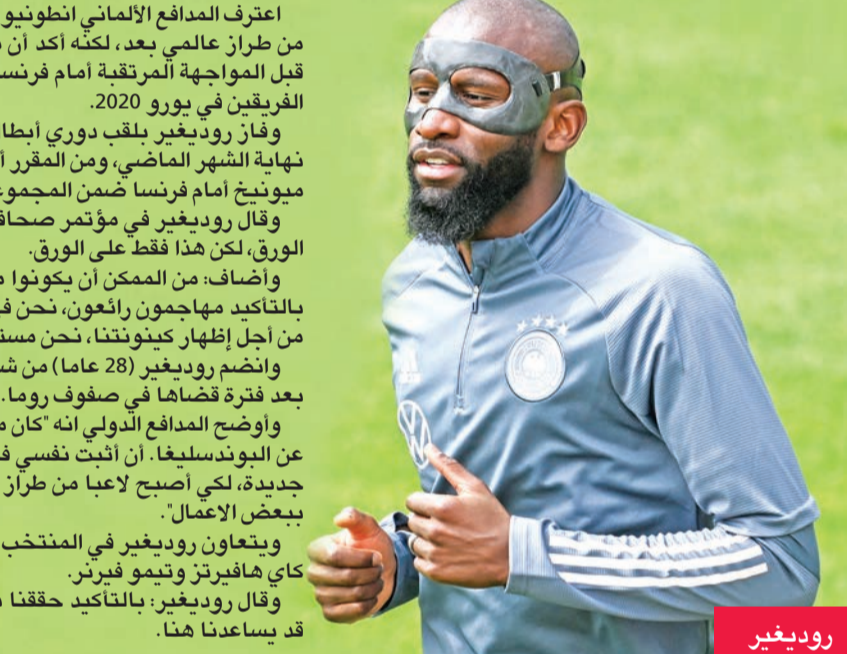 اعترف المدافع الألماني انطونيو
من طراز عالمي بعد، لكنه أكد أن
قبل المواجهة المرتقبة أمام فرنسا
الفريقين في يورو 2020.
وفاز روديغير بلقب دوري أبطا
نهاية الشهر الماضي، ومن المقرر أ
ميونيخ أمام فرنسا ضمن المجموع
وقال روديغير في مؤتمر صحاف
الورق، لكن هذا فقط على الورق.
وأضاف: من الممكن أن يكونوا
بالتأكيد مهاجمون رائعون، نحن في
من أجل إظهار كينونتنا، نحن مست
وانضم روديغير (28 عاما) من
بعد فترة قضاها في صفوف روما.
وأوضح المدافع الدولي انه "كان
عن البوندسليغا. أن أثبت نفسي
جديدة، لكي أصبح لاعبا من طراز
ببعض الاعمال".
ويتعاون روديغير في المنتخب
كاي هافيرتز وتيمو فيرنر.
وقال روديغير: بالتأكيد حققنا
قد يساعدنا هنا.
روديغير